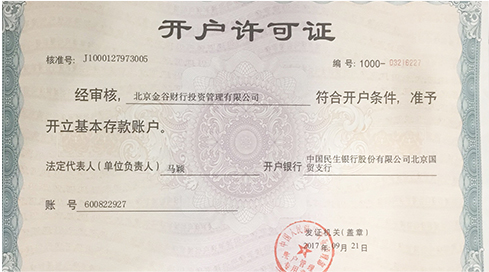 开户许可证
核准号: J1000127973005 编号: 1000-
经审核, 北京金谷财行投资管理有限公司 符合开户条件, 准予
开立基本存款账户。
法定代表人(单位负责人) 马颖 开户银行 中国民生银行股份有限公司北京国
贸支行
账 号 600822927
发证机关(盖章)
2017年09月21日